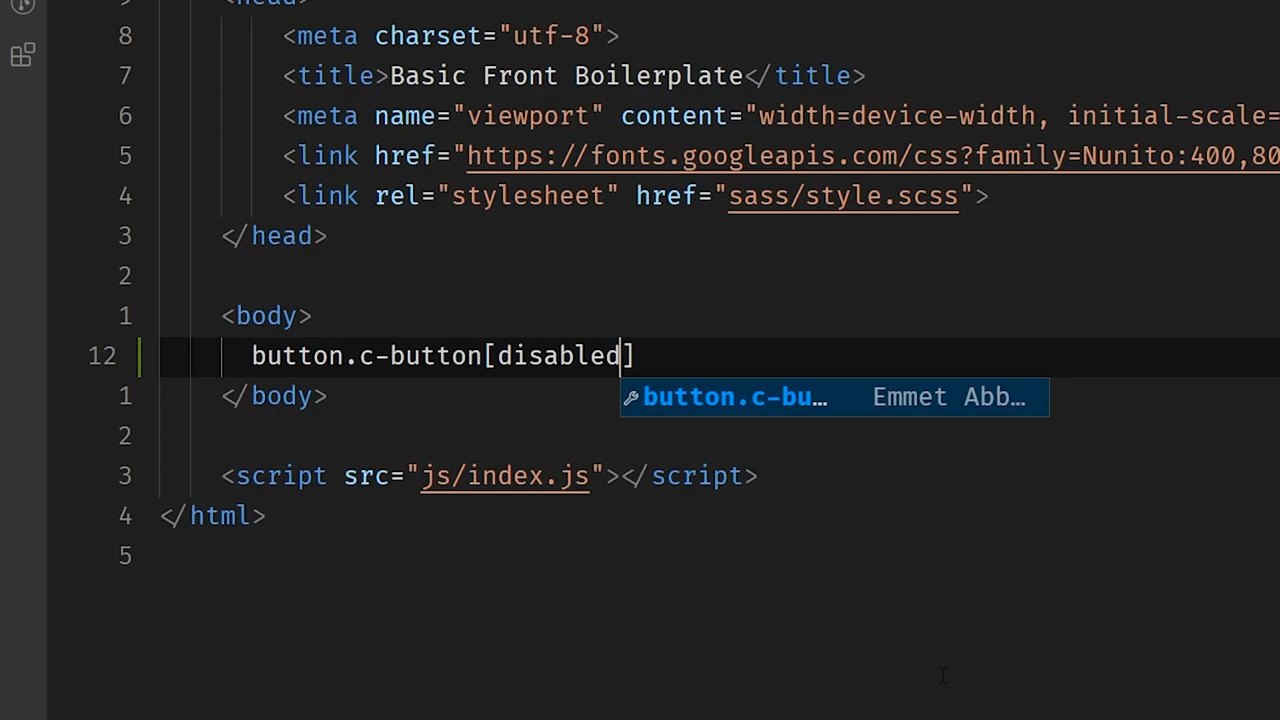 9 <head>
8 <meta charset="utf-8">
7 <title>Basic Front Boilerplate</title>
6 <meta name="viewport" content="width=device-width, initial-scale=
5 <link href="https://fonts.googleapis.com/css?family=Nunito:400,80
4 <link rel="stylesheet" href="sass/style.scss">
3 </head>
2
1 <body>
12 button.c-button[disabled]
1 </body> button.c-bu… Emmet Abb…
2
3 <script src="js/index.js"></script>
4 </html>
5